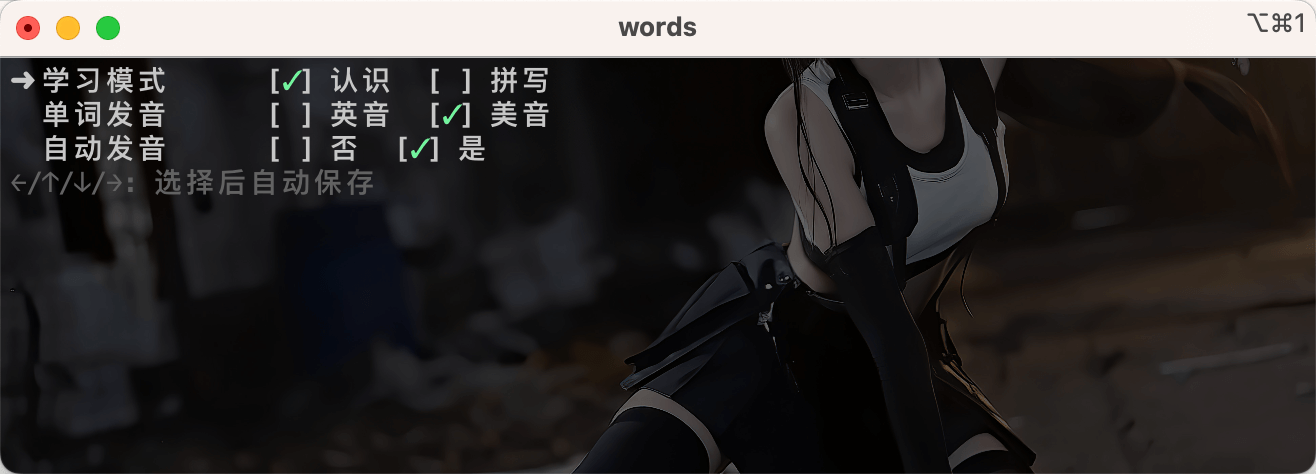 words
⌥⌘1
➜ 学习模式 [✓] 认识 [ ] 拼写
单词发音 [ ] 英音 [✓] 美音
自动发音 [ ] 否 [✓] 是
←/↑/↓/→: 选择后自动保存